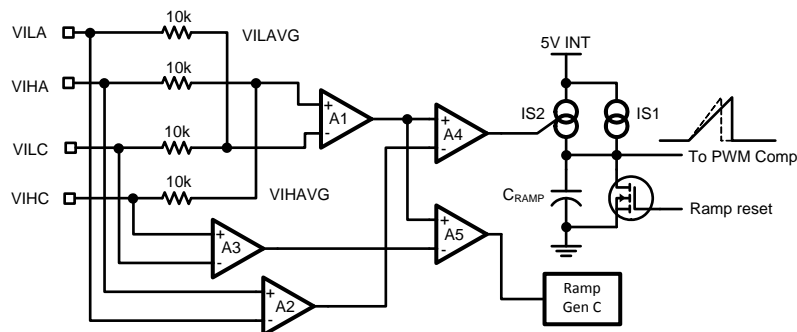 VILA
10k
VILAVG
5V INT
VIHA
10k
+
A1
-
+
A4
-
IS2
IS1
VILC
10k
To PWM Comp
VIHC
10k
VIHAVG
CRAMP
Ramp reset
+
A3
-
+
A5
-
+
A2
-
Ramp
Gen C